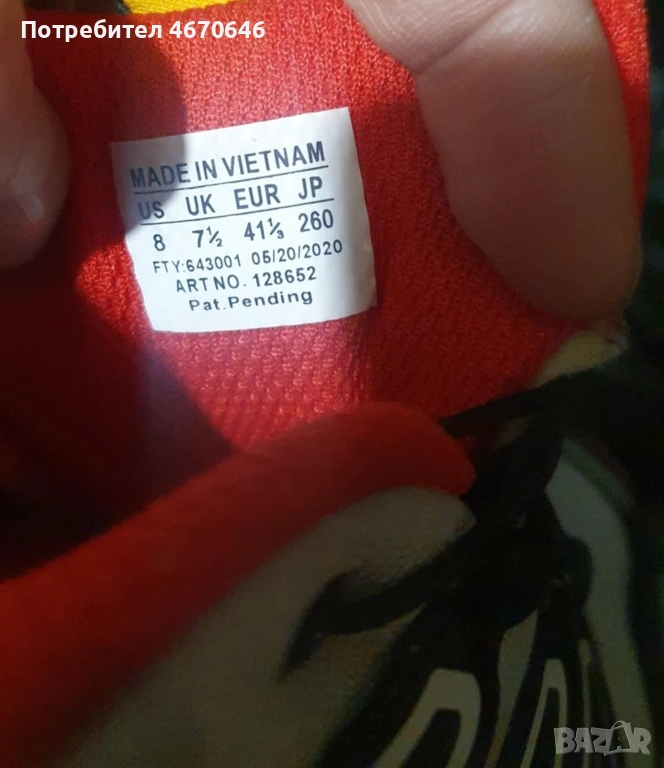 Потребител 4670646
MADE IN VIETNAM
US UK EUR JP
8 7½ 41⅓ 260
FTY:643001 05/20/2020
ART NO. 128652
Pat.Pending
BAZAR